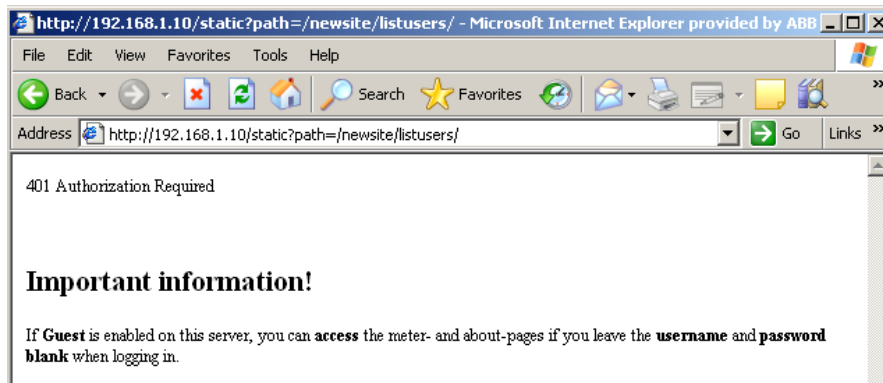 http://192.168.1.10/static?path=/newsite/listusers/ - Microsoft Internet Explorer provided by ABB
File Edit View Favorites Tools Help
Back Search Favorites
Address http://192.168.1.10/static?path=/newsite/listusers/ Go Links
401 Authorization Required
Important information!
If Guest is enabled on this server, you can access the meter- and about-pages if you leave the username and password
blank when logging in.